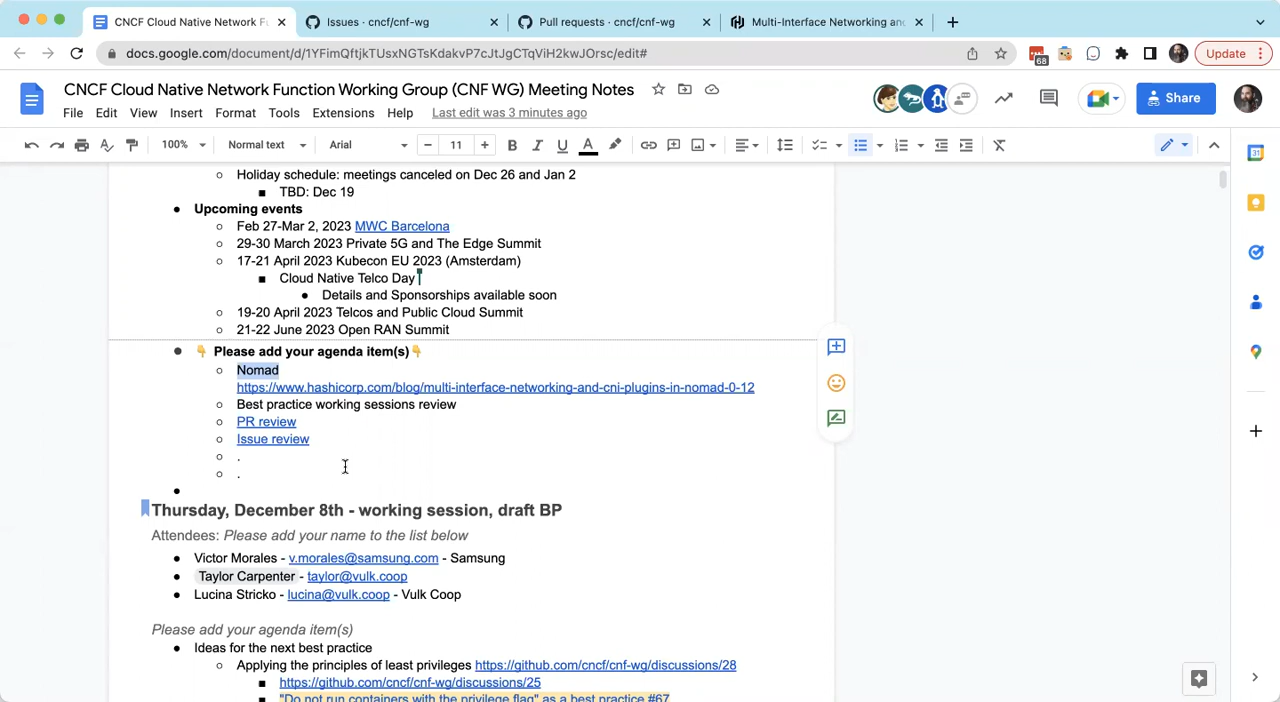 CNCF Cloud Native Network Fu
Issues · cncf/cnf-wg
Pull requests · cncf/cnf-wg
Multi-Interface Networking and
docs.google.com/document/d/1YFimQftjkTUsxNGTsKdakvP7cJtJgCTqViH2kwJOrsc/edit#
68
Update
CNCF Cloud Native Network Function Working Group (CNF WG) Meeting Notes
File Edit View Insert Format Tools Extensions Help Last edit was 3 minutes ago
Share
100% Normal text Arial 11
Holiday schedule: meetings canceled on Dec 26 and Jan 2
TBD: Dec 19
Upcoming events
Feb 27-Mar 2, 2023 MWC Barcelona
29-30 March 2023 Private 5G and The Edge Summit
17-21 April 2023 Kubecon EU 2023 (Amsterdam)
Cloud Native Telco Day
Details and Sponsorships available soon
19-20 April 2023 Telcos and Public Cloud Summit
21-22 June 2023 Open RAN Summit
👇 Please add your agenda item(s)👇
Nomad
https://www.hashicorp.com/blog/multi-interface-networking-and-cni-plugins-in-nomad-0-12
Best practice working sessions review
PR review
Issue review
.
.
Thursday, December 8th - working session, draft BP
Attendees: Please add your name to the list below
Victor Morales - v.morales@samsung.com - Samsung
Taylor Carpenter - taylor@vulk.coop
Lucina Stricko - lucina@vulk.coop - Vulk Coop
Please add your agenda item(s)
Ideas for the next best practice
Applying the principles of least privileges https://github.com/cncf/cnf-wg/discussions/28
https://github.com/cncf/cnf-wg/discussions/25
"Do not run containers with the privilege flag" as a best practice #67